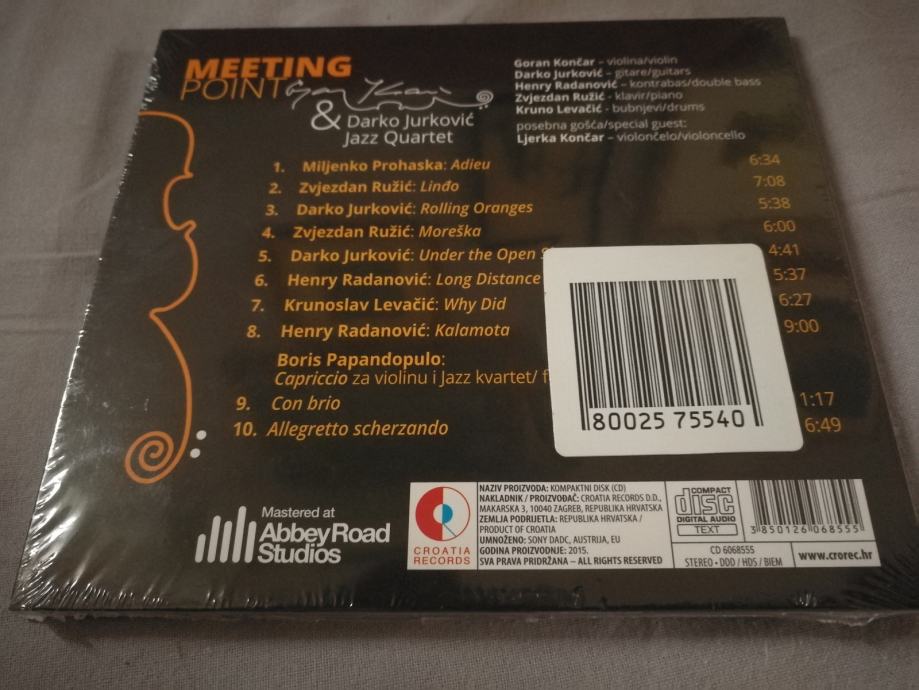 MEETING
POINT
& Darko Jurković
Jazz Quartet
Goran Končar – violina/violin
Darko Jurković – gitare/guitars
Henry Radanović – kontrabas/double bass
Zvjezdan Ružić - klavir/piano
Kruno Levačić - bubnjevi/drums
posebna gošća/special guest:
Ljerka Končar – violončelo/violoncello
1. Miljenko Prohaska: Adieu 6:34
2. Zvjezdan Ružić: Linđo 7:08
3. Darko Jurković: Rolling Oranges 5:38
4. Zvjezdan Ružić: Moreška 6:00
5. Darko Jurković: Under the Open 4:41
6. Henry Radanović: Long Distance 5:37
7. Krunoslav Levačić: Why Did 6:27
8. Henry Radanović: Kalamota 9:00
Boris Papandopulo:
Capriccio za violinu i Jazz kvartet/
9. Con brio 1:17
10. Allegretto scherzando 6:49
80025 75540
Mastered at
AbbeyRoad
Studios
CROATIA
RECORDS
NAZIV PROIZVODA: KOMPAKTNI DISK (CD)
NAKLADNIK / PROIZVOĐAČ: CROATIA RECORDS D.D.,
MAKARSKA 3, 10040 ZAGREB, REPUBLIKA HRVATSKA
ZEMLJA PODRIJETLA: REPUBLIKA HRVATSKA /
PRODUCT OF CROATIA
UMNOŽENO: SONY DADC, AUSTRIJA, EU
GODINA PROIZVODNJE: 2015.
SVA PRAVA PRIDRŽANA – ALL RIGHTS RESERVED
COMPACT
disc
DIGITAL AUDIO
TEXT
CD 6068555
STEREO • DDD / HDS / BIEM
3 850126 068555
www.crorec.hr